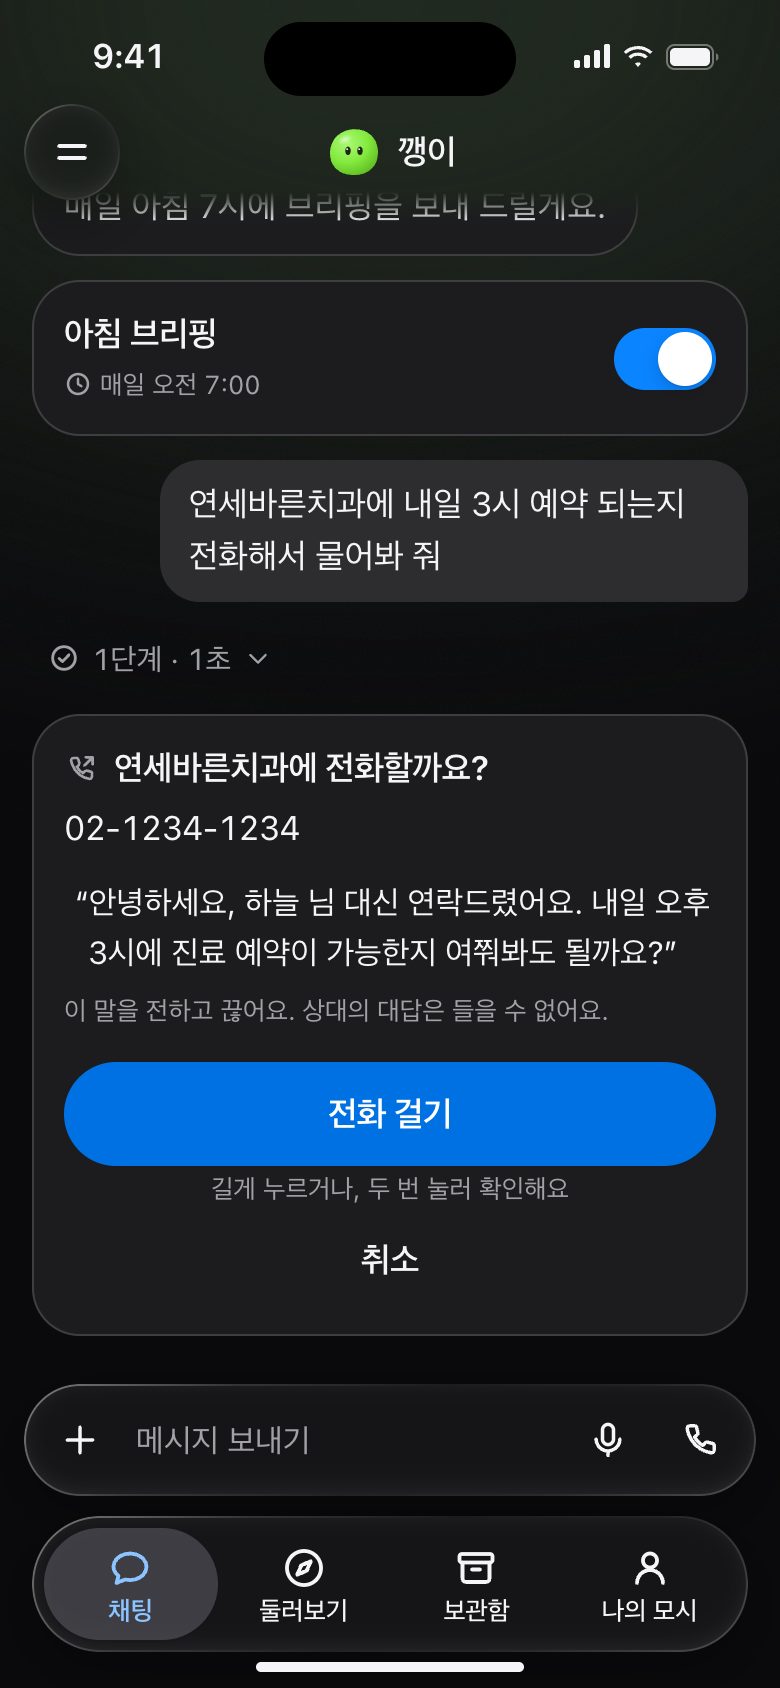 9:41
깽이
매일 아침 7시에 브리핑을 보내 드릴게요.
아침 브리핑
매일 오전 7:00
연세바른치과에 내일 3시 예약 되는지
전화해서 물어봐 줘
1단계 · 1초
연세바른치과에 전화할까요?
02-1234-1234
“안녕하세요, 하늘 님 대신 연락드렸어요. 내일 오후
3시에 진료 예약이 가능한지 여쭤봐도 될까요?”
이 말을 전하고 끊어요. 상대의 대답은 들을 수 없어요.
전화 걸기
길게 누르거나, 두 번 눌러 확인해요
취소
메시지 보내기
채팅
둘러보기
보관함
나의 모시